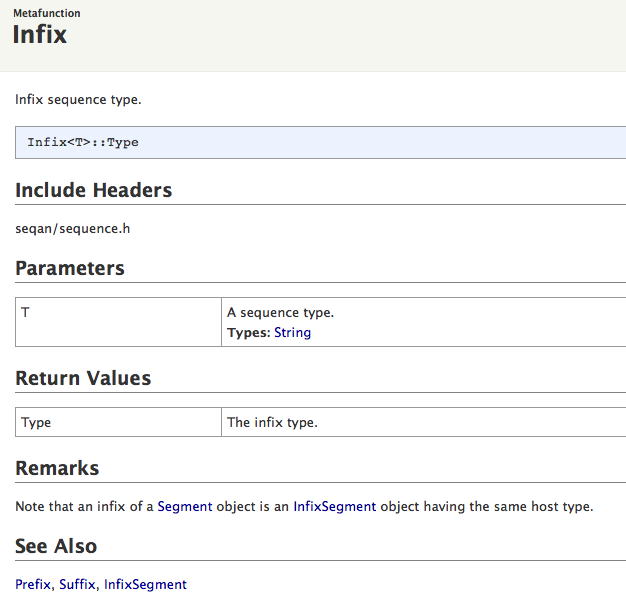 Metafunction
Infix
Infix sequence type.
Infix<T>::Type
Include Headers
seqan/sequence.h
Parameters
T
A sequence type.
Types: String
Return Values
Type
The infix type.
Remarks
Note that an infix of a Segment object is an InfixSegment object having the same host type.
See Also
Prefix, Suffix, InfixSegment